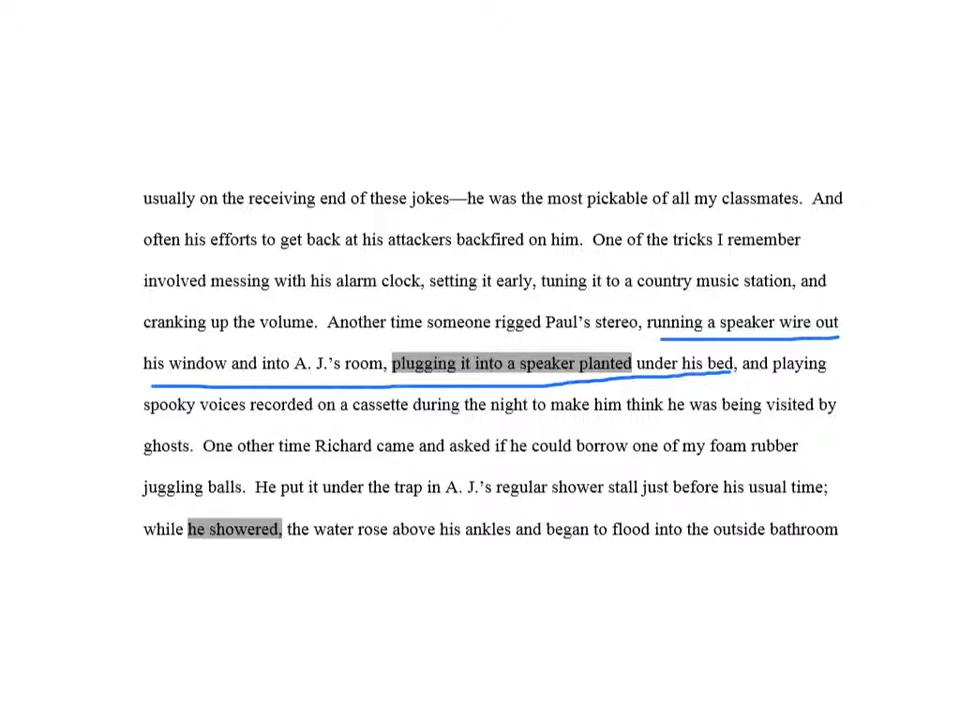 usually on the receiving end of these jokes—he was the most pickable of all my classmates.  And
often his efforts to get back at his attackers backfired on him.  One of the tricks I remember
involved messing with his alarm clock, setting it early, tuning it to a country music station, and
cranking up the volume.  Another time someone rigged Paul’s stereo, running a speaker wire out
his window and into A. J.’s room, plugging it into a speaker planted under his bed, and playing
spooky voices recorded on a cassette during the night to make him think he was being visited by
ghosts.  One other time Richard came and asked if he could borrow one of my foam rubber
juggling balls.  He put it under the trap in A. J.’s regular shower stall just before his usual time;
while he showered, the water rose above his ankles and began to flood into the outside bathroom